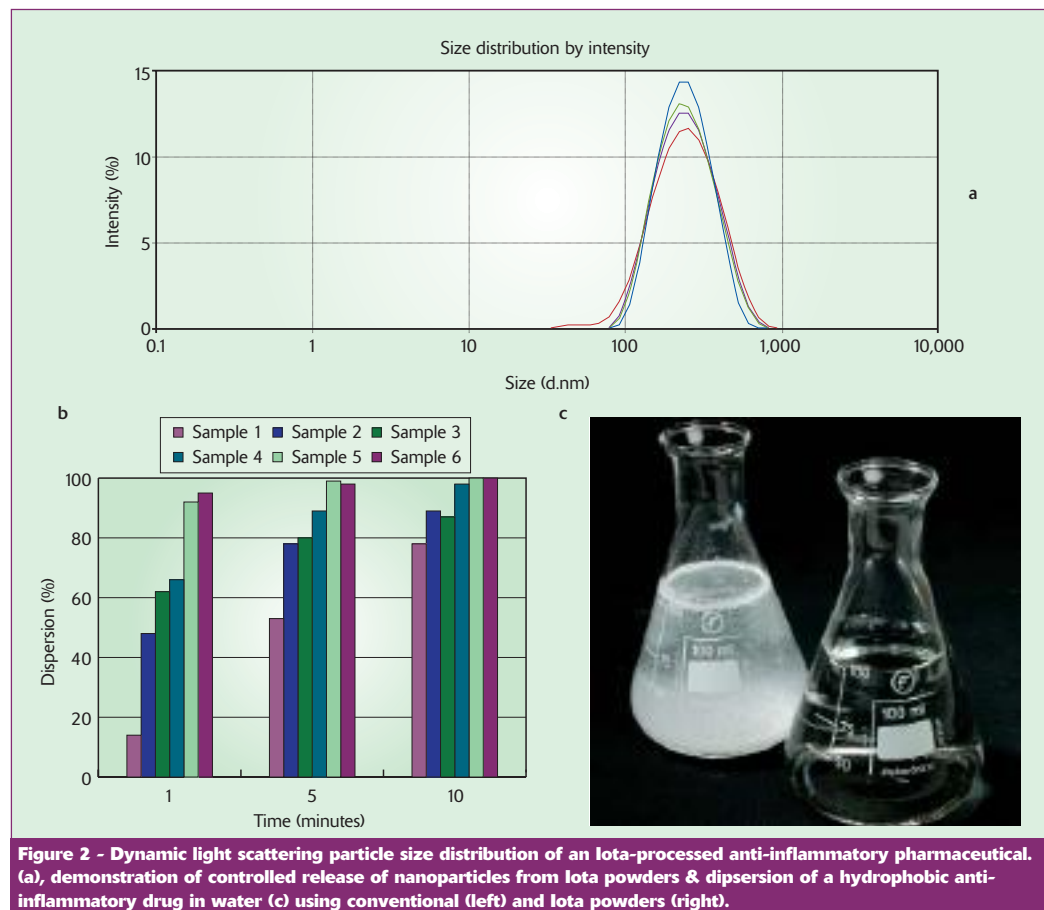 Size distribution by intensity
15
10
5
0
Intensity (%)
0.1 1 10 100 1,000 10,000
Size (d.nm)
a
b
Sample 1 Sample 2 Sample 3
Sample 4 Sample 5 Sample 6
100
80
60
40
20
0
Dispersion (%)
1 5 10
Time (minutes)
c
100 ml
Figure 2 - Dynamic light scattering particle size distribution of an Iota-processed anti-inflammatory pharmaceutical.
(a), demonstration of controlled release of nanoparticles from Iota powders & dipsersion of a hydrophobic anti-
inflammatory drug in water (c) using conventional (left) and Iota powders (right).